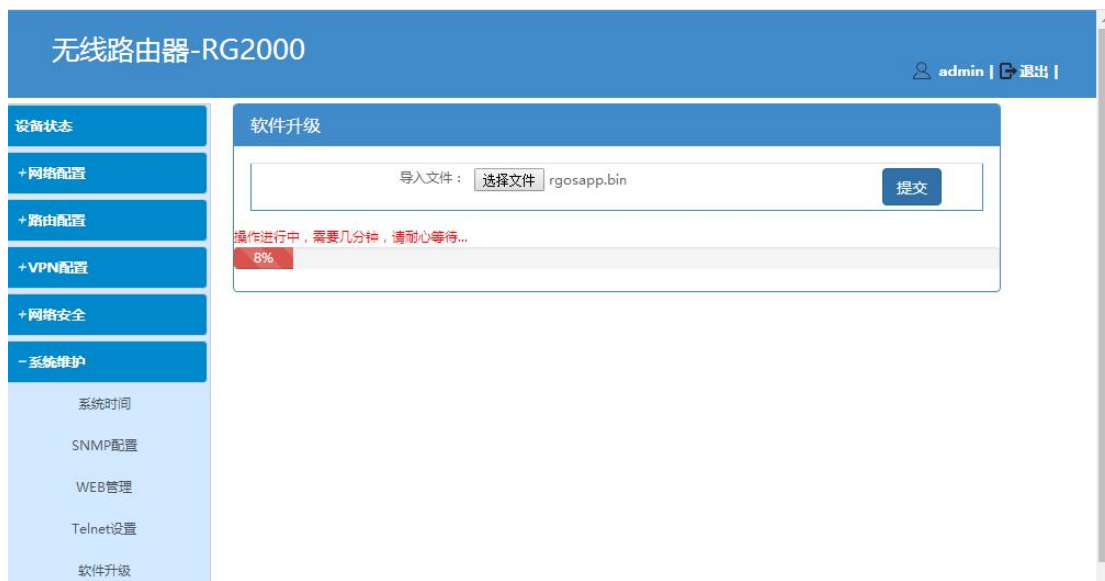 无线路由器-RG2000
admin | 退出 |
设备状态
+网络配置
+路由配置
+VPN配置
+网络安全
-系统维护
系统时间
SNMP配置
WEB管理
Telnet设置
软件升级
软件升级
导入文件： 选择文件 rgosapp.bin
提交
操作进行中，需要几分钟，请耐心等待...
8%